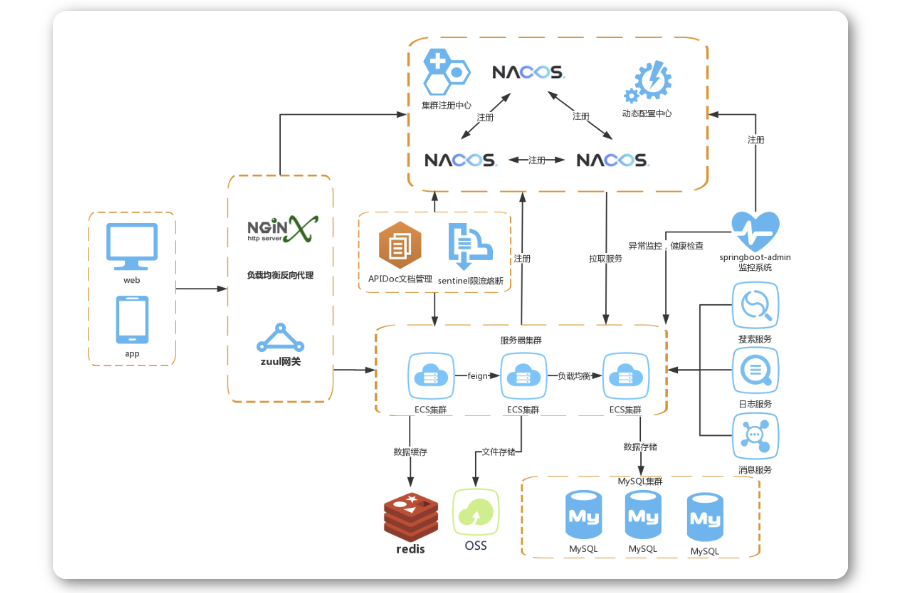 NACOS.
集群注册中心
动态配置中心
注册
注册
NACOS.
注册
NACOS.
注册
NGiNX
http server
负载均衡反向代理
zuul网关
web
app
APIDoc文档管理
sentinel限流熔断
注册
拉取服务
异常监控,健康检查
springboot-admin
监控系统
搜索服务
日志服务
消息服务
服务器集群
feign
负载均衡
ECS集群
ECS集群
ECS集群
数据缓存
文件存储
数据存储
redis
OSS
MySQL集群
My
My
My
MySQL
MySQL
MySQL